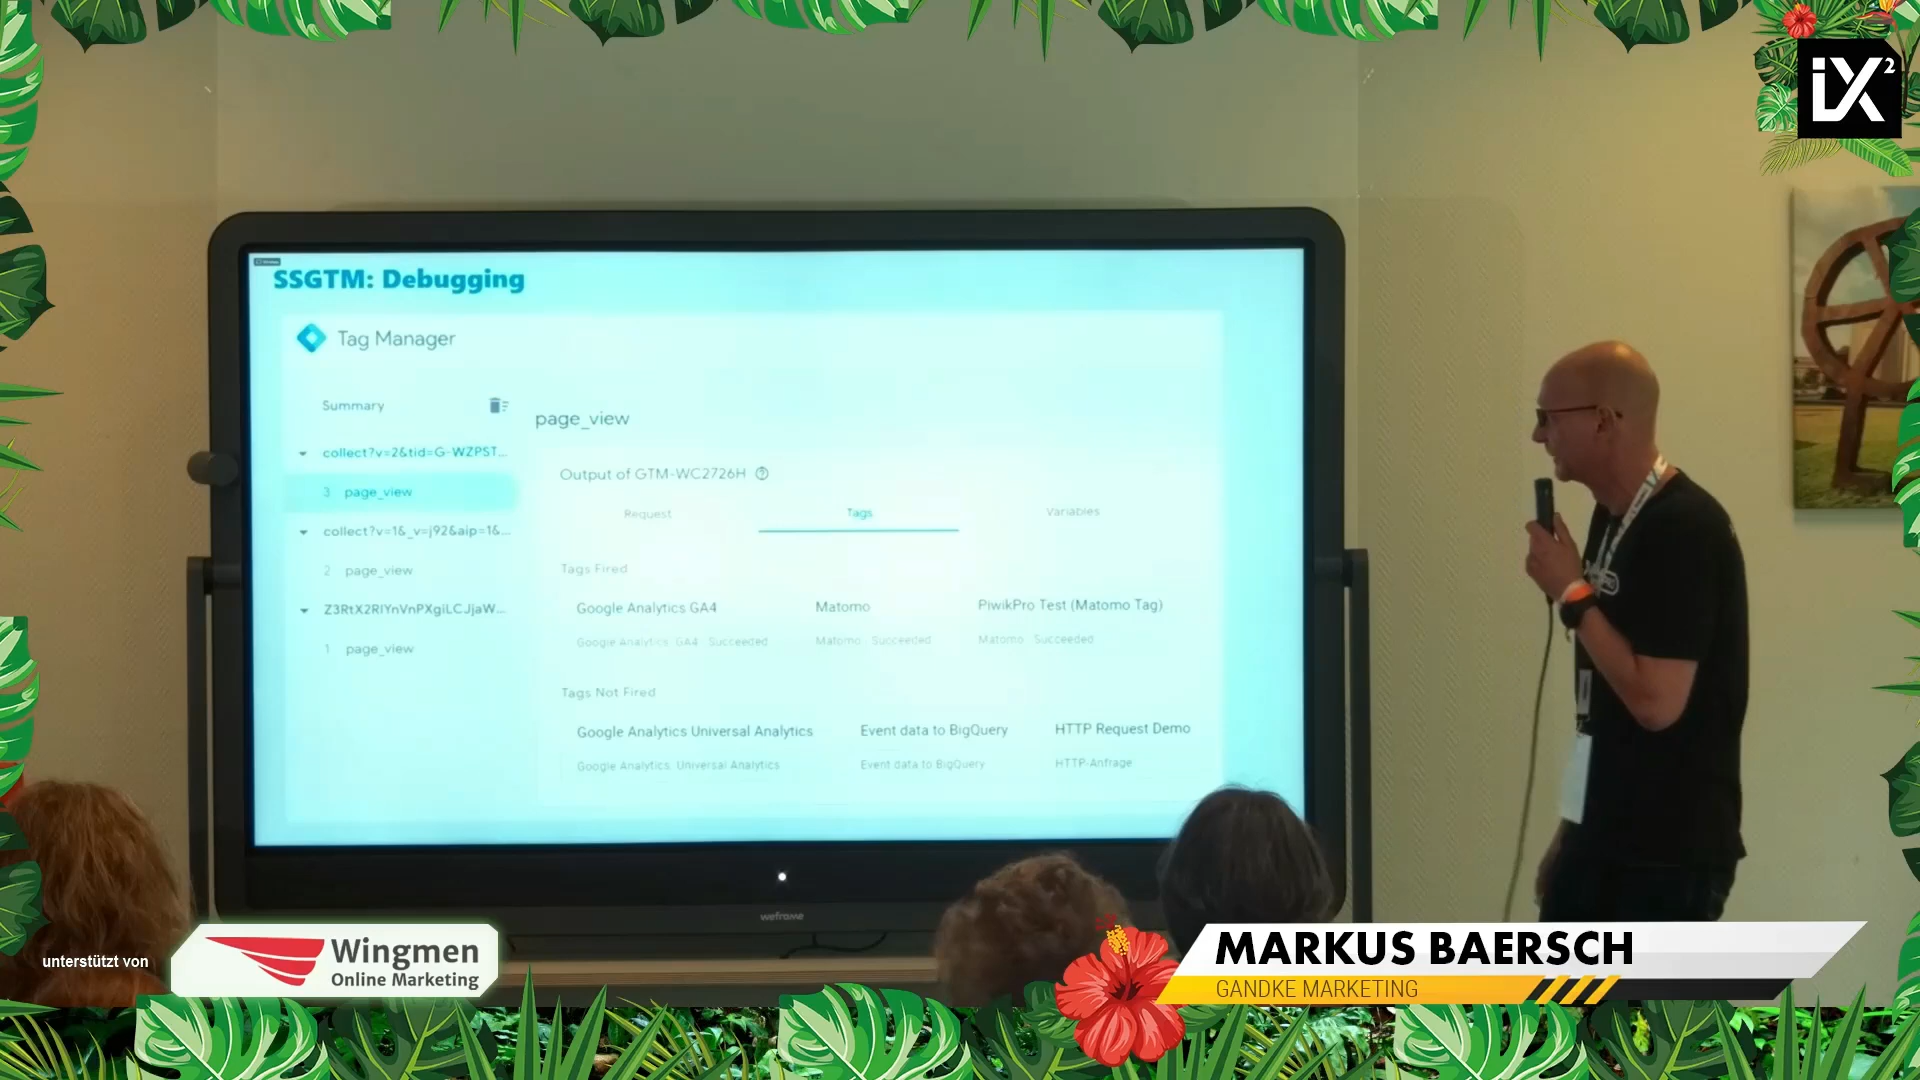 iX²
SSGTM: Debugging
Tag Manager
Summary
page_view
collect?v=2&tid=G-WZPST...
Output of GTM-WC2726H
3 page_view
Request Tags Variables
collect?v=1&_v=j92&aip=1&...
2 page_view
Tags Fired
Z3RtX2RlYnVnPXgiLCJjaW...
Google Analytics GA4 Matomo PiwikPro Test (Matomo Tag)
1 page_view
Google Analytics GA4 Succeeded Matomo Succeeded Matomo Succeeded
Tags Not Fired
Google Analytics Universal Analytics Event data to BigQuery HTTP Request Demo
Google Analytics Universal Analytics Event data to BigQuery HTTP-Anfrage
weframe
unterstützt von
Wingmen
Online Marketing
MARKUS BAERSCH
GANDKE MARKETING